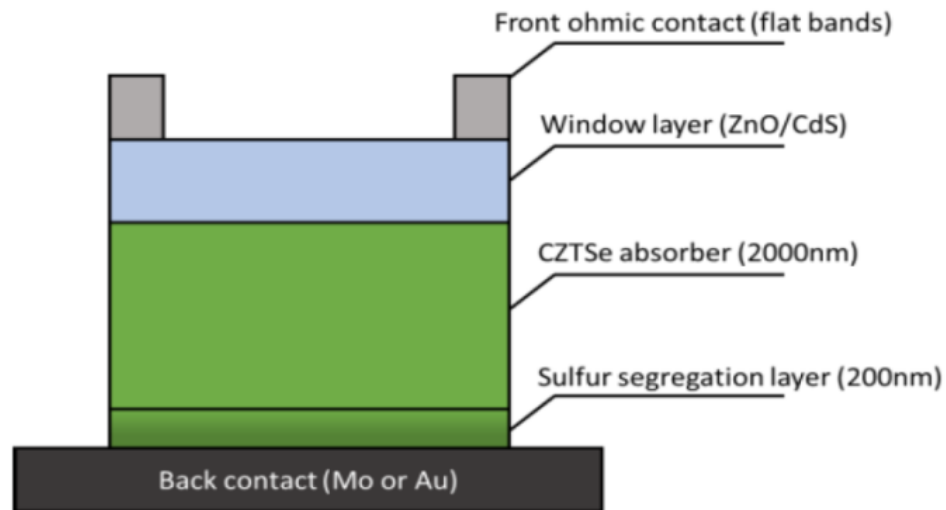 Front ohmic contact (flat bands)
Window layer (ZnO/CdS)
CZTSe absorber (2000nm)
Sulfur segregation layer (200nm)
Back contact (Mo or Au)